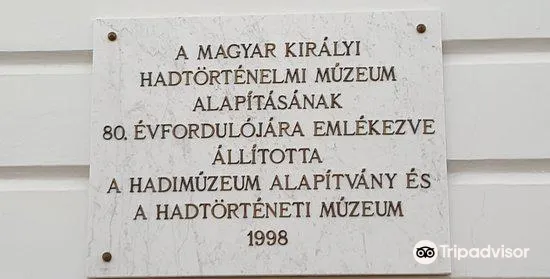 A MAGYAR KIRÁLYI
HADTÖRTÉNELMI MÚZEUM
ALAPÍTÁSÁNAK
80. ÉVFORDULÓJÁRA EMLÉKEZVE
ÁLLÍTOTTA
A HADIMÚZEUM ALAPÍTVÁNY ÉS
A HADTÖRTÉNETI MÚZEUM
1998
Tripadvisor